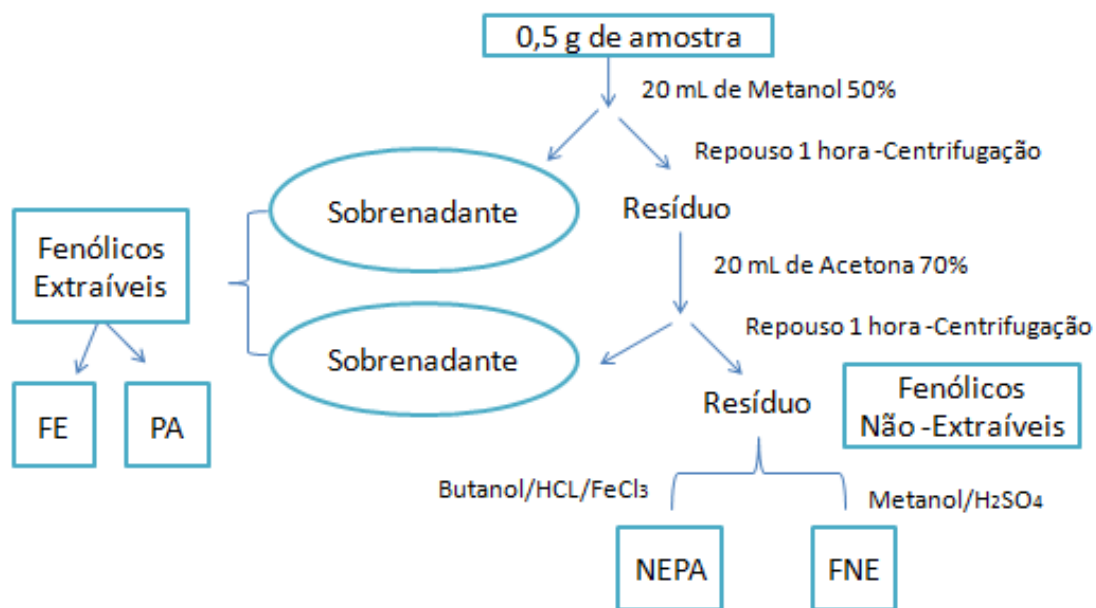 0,5 g de amostra
20 mL de Metanol 50%
Repouso 1 hora -Centrifugação
Sobrenadante
Resíduo
Fenólicos
Extraíveis
20 mL de Acetona 70%
Repouso 1 hora -Centrifugação
Sobrenadante
Resíduo
Fenólicos
Não -Extraíveis
FE
PA
Butanol/HCL/FeCl₃
Metanol/H₂SO₄
NEPA
FNE